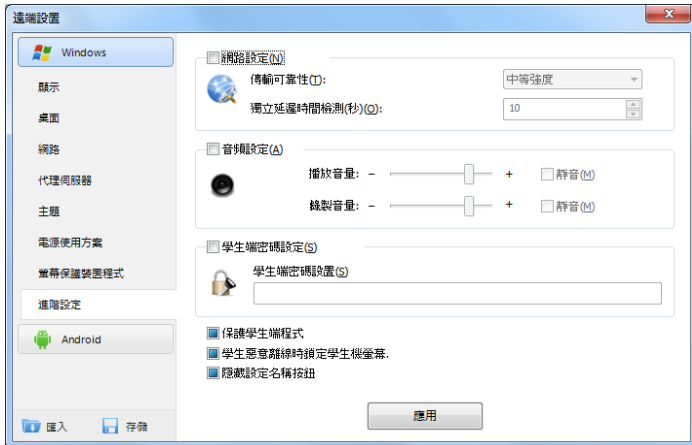 遠端設置
Windows
顯示
桌面
網路
代理伺服器
主題
電源使用方案
螢幕保護裝置程式
進階設定
Android
匯入
存儲
網路設定(N)
傳輸可靠性(T):
中等強度
獨立延遲時間檢測(秒)(O):
10
音頻設定(A)
播放音量: - +
靜音(M)
錄製音量: - +
靜音(M)
學生端密碼設定(S)
學生端密碼設置(S)
保護學生端程式
學生惡意離線時鎖定學生機螢幕.
隱藏設定名稱按鈕
應用